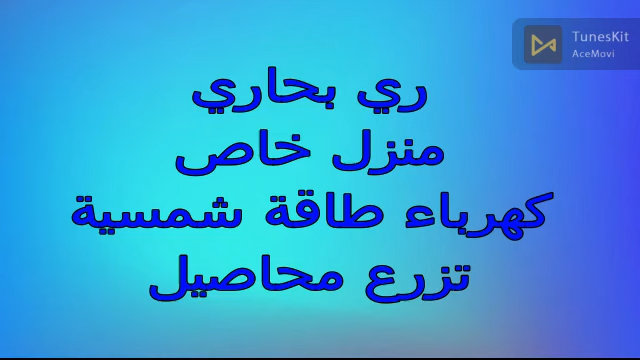 TunesKit
AceMovi
ري بحاري
منزل خاص
كهرباء طاقة شمسية
تزرع محاصيل